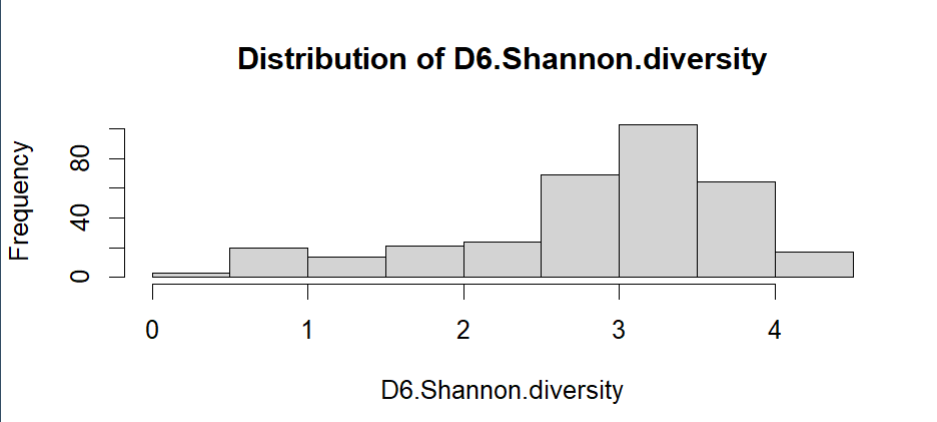 Distribution of D6.Shannon.diversity
Frequency
80
40
0
0 1 2 3 4
D6.Shannon.diversity